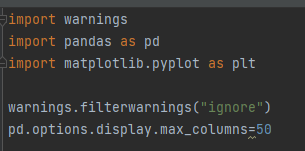 import warnings
import pandas as pd
import matplotlib.pyplot as plt
warnings.filterwarnings("ignore")
pd.options.display.max_columns=50